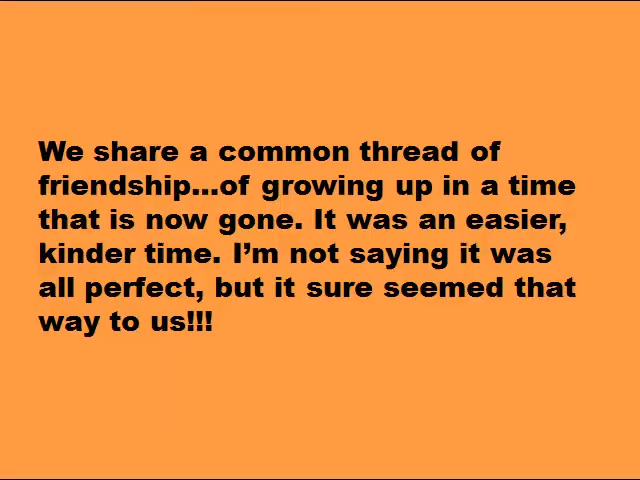 We share a common thread of
friendship...of growing up in a time
that is now gone. It was an easier,
kinder time. I’m not saying it was
all perfect, but it sure seemed that
way to us!!!